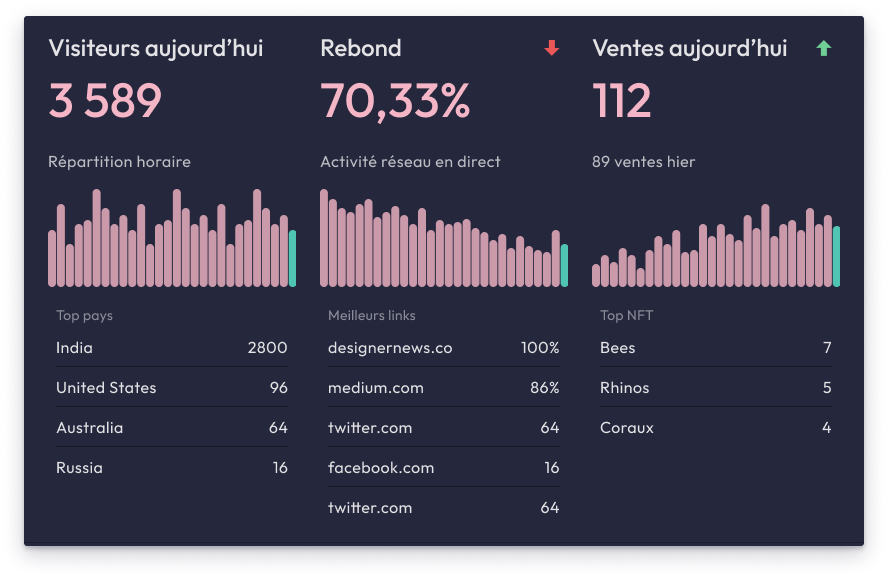 Visiteurs aujourd’hui
3 589
Répartition horaire
Top pays
India 2800
United States 96
Australia 64
Russia 16
Rebond
70,33%
Activité réseau en direct
Meilleurs links
designernews.co 100%
medium.com 86%
twitter.com 64
facebook.com 16
twitter.com 64
Ventes aujourd’hui
112
89 ventes hier
Top NFT
Bees 7
Rhinos 5
Coraux 4